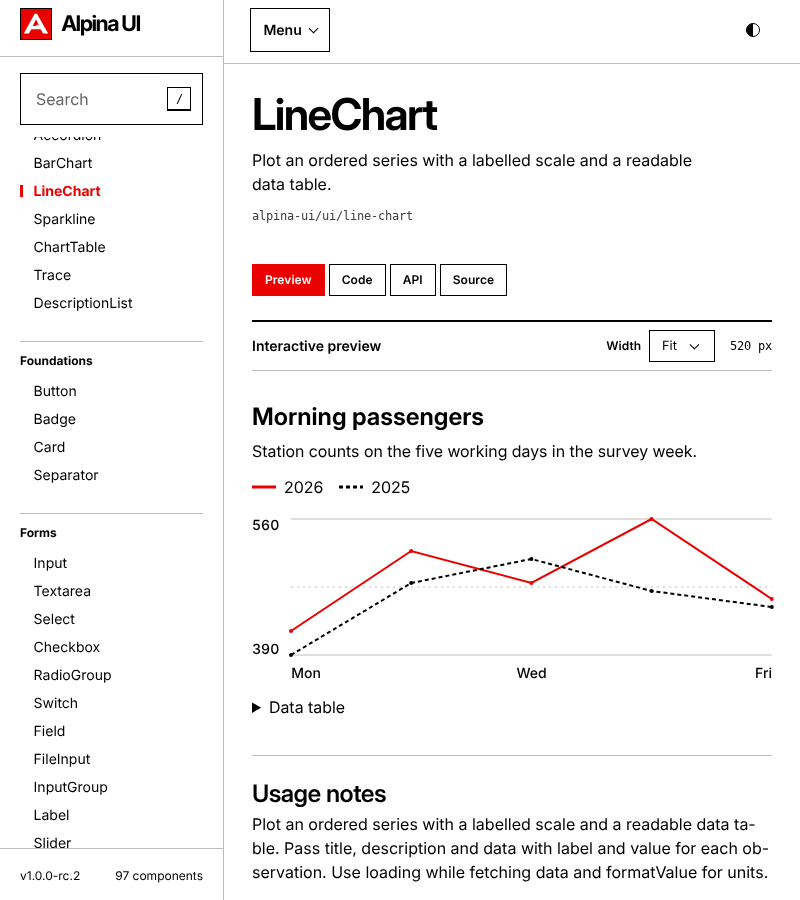 Alpina UI
Search
/
Accordion
BarChart
LineChart
Sparkline
ChartTable
Trace
DescriptionList
Foundations
Button
Badge
Card
Separator
Forms
Input
Textarea
Select
Checkbox
RadioGroup
Switch
Field
FileInput
InputGroup
Label
Slider
v1.0.0-rc.2 97 components
Menu
LineChart
Plot an ordered series with a labelled scale and a readable
data table.
alpina-ui/ui/line-chart
Preview Code API Source
Interactive preview Width Fit 520 px
Morning passengers
Station counts on the five working days in the survey week.
2026 2025
560
390
Mon Wed Fri
Data table
Usage notes
Plot an ordered series with a labelled scale and a readable data ta-
ble. Pass title, description and data with label and value for each ob-
servation. Use loading while fetching data and formatValue for units.